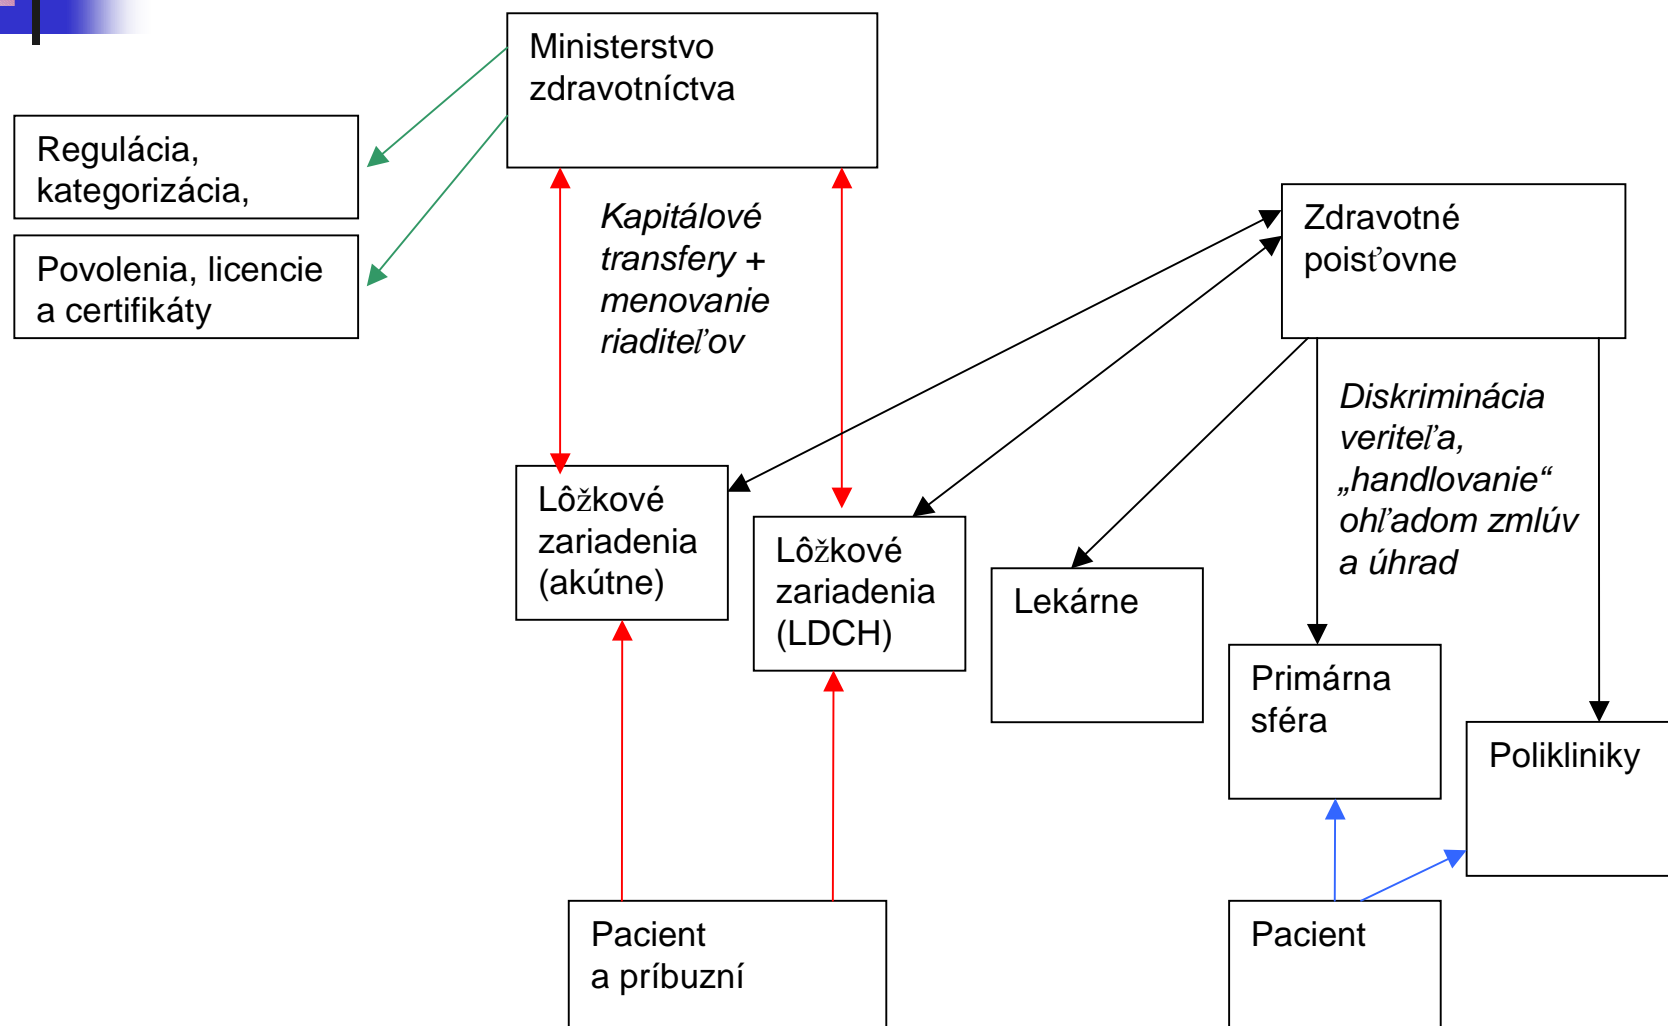 Ministerstvo
zdravotníctva
Regulácia,
kategorizácia,
Povolenia, licencie
a certifikáty
Kapitálové
transfery +
menovanie
riaditeľov
Zdravotné
poisťovne
Diskriminácia
veriteľa,
„handlovanie“
ohľadom zmlúv
a úhrad
Lôžkové
zariadenia
(akútne)
Lôžkové
zariadenia
(LDCH)
Lekárne
Primárna
sféra
Polikliniky
Pacient
a príbuzní
Pacient